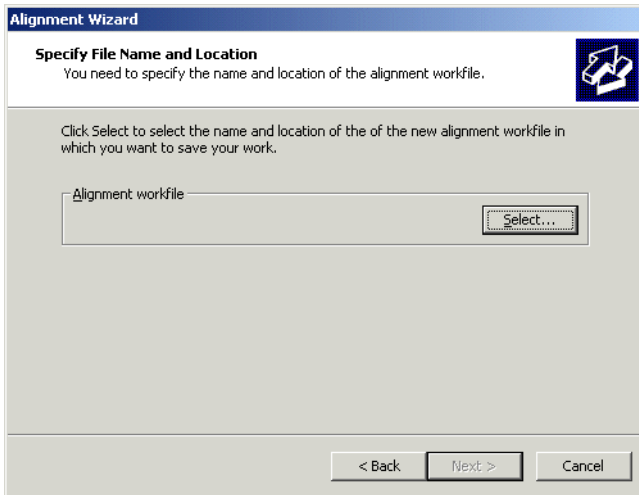 Alignment Wizard
Specify File Name and Location
You need to specify the name and location of the alignment workfile.
Click Select to select the name and location of the of the new alignment workfile in
which you want to save your work.
Alignment workfile
Select...
< Back
Next >
Cancel